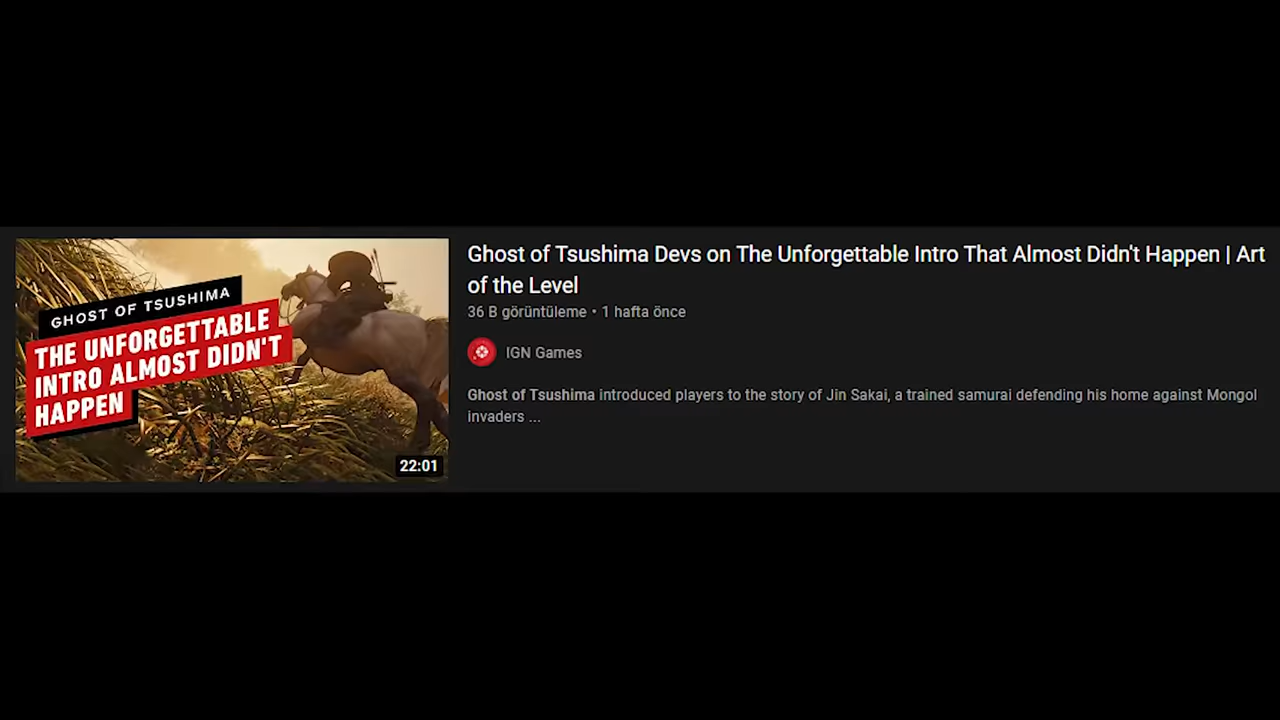 GHOST OF TSUSHIMA
THE UNFORGETTABLE
INTRO ALMOST DIDN'T
HAPPEN
22:01
Ghost of Tsushima Devs on The Unforgettable Intro That Almost Didn't Happen | Art
of the Level
36 B görüntüleme • 1 hafta önce
IGN Games
Ghost of Tsushima introduced players to the story of Jin Sakai, a trained samurai defending his home against Mongol
invaders ...